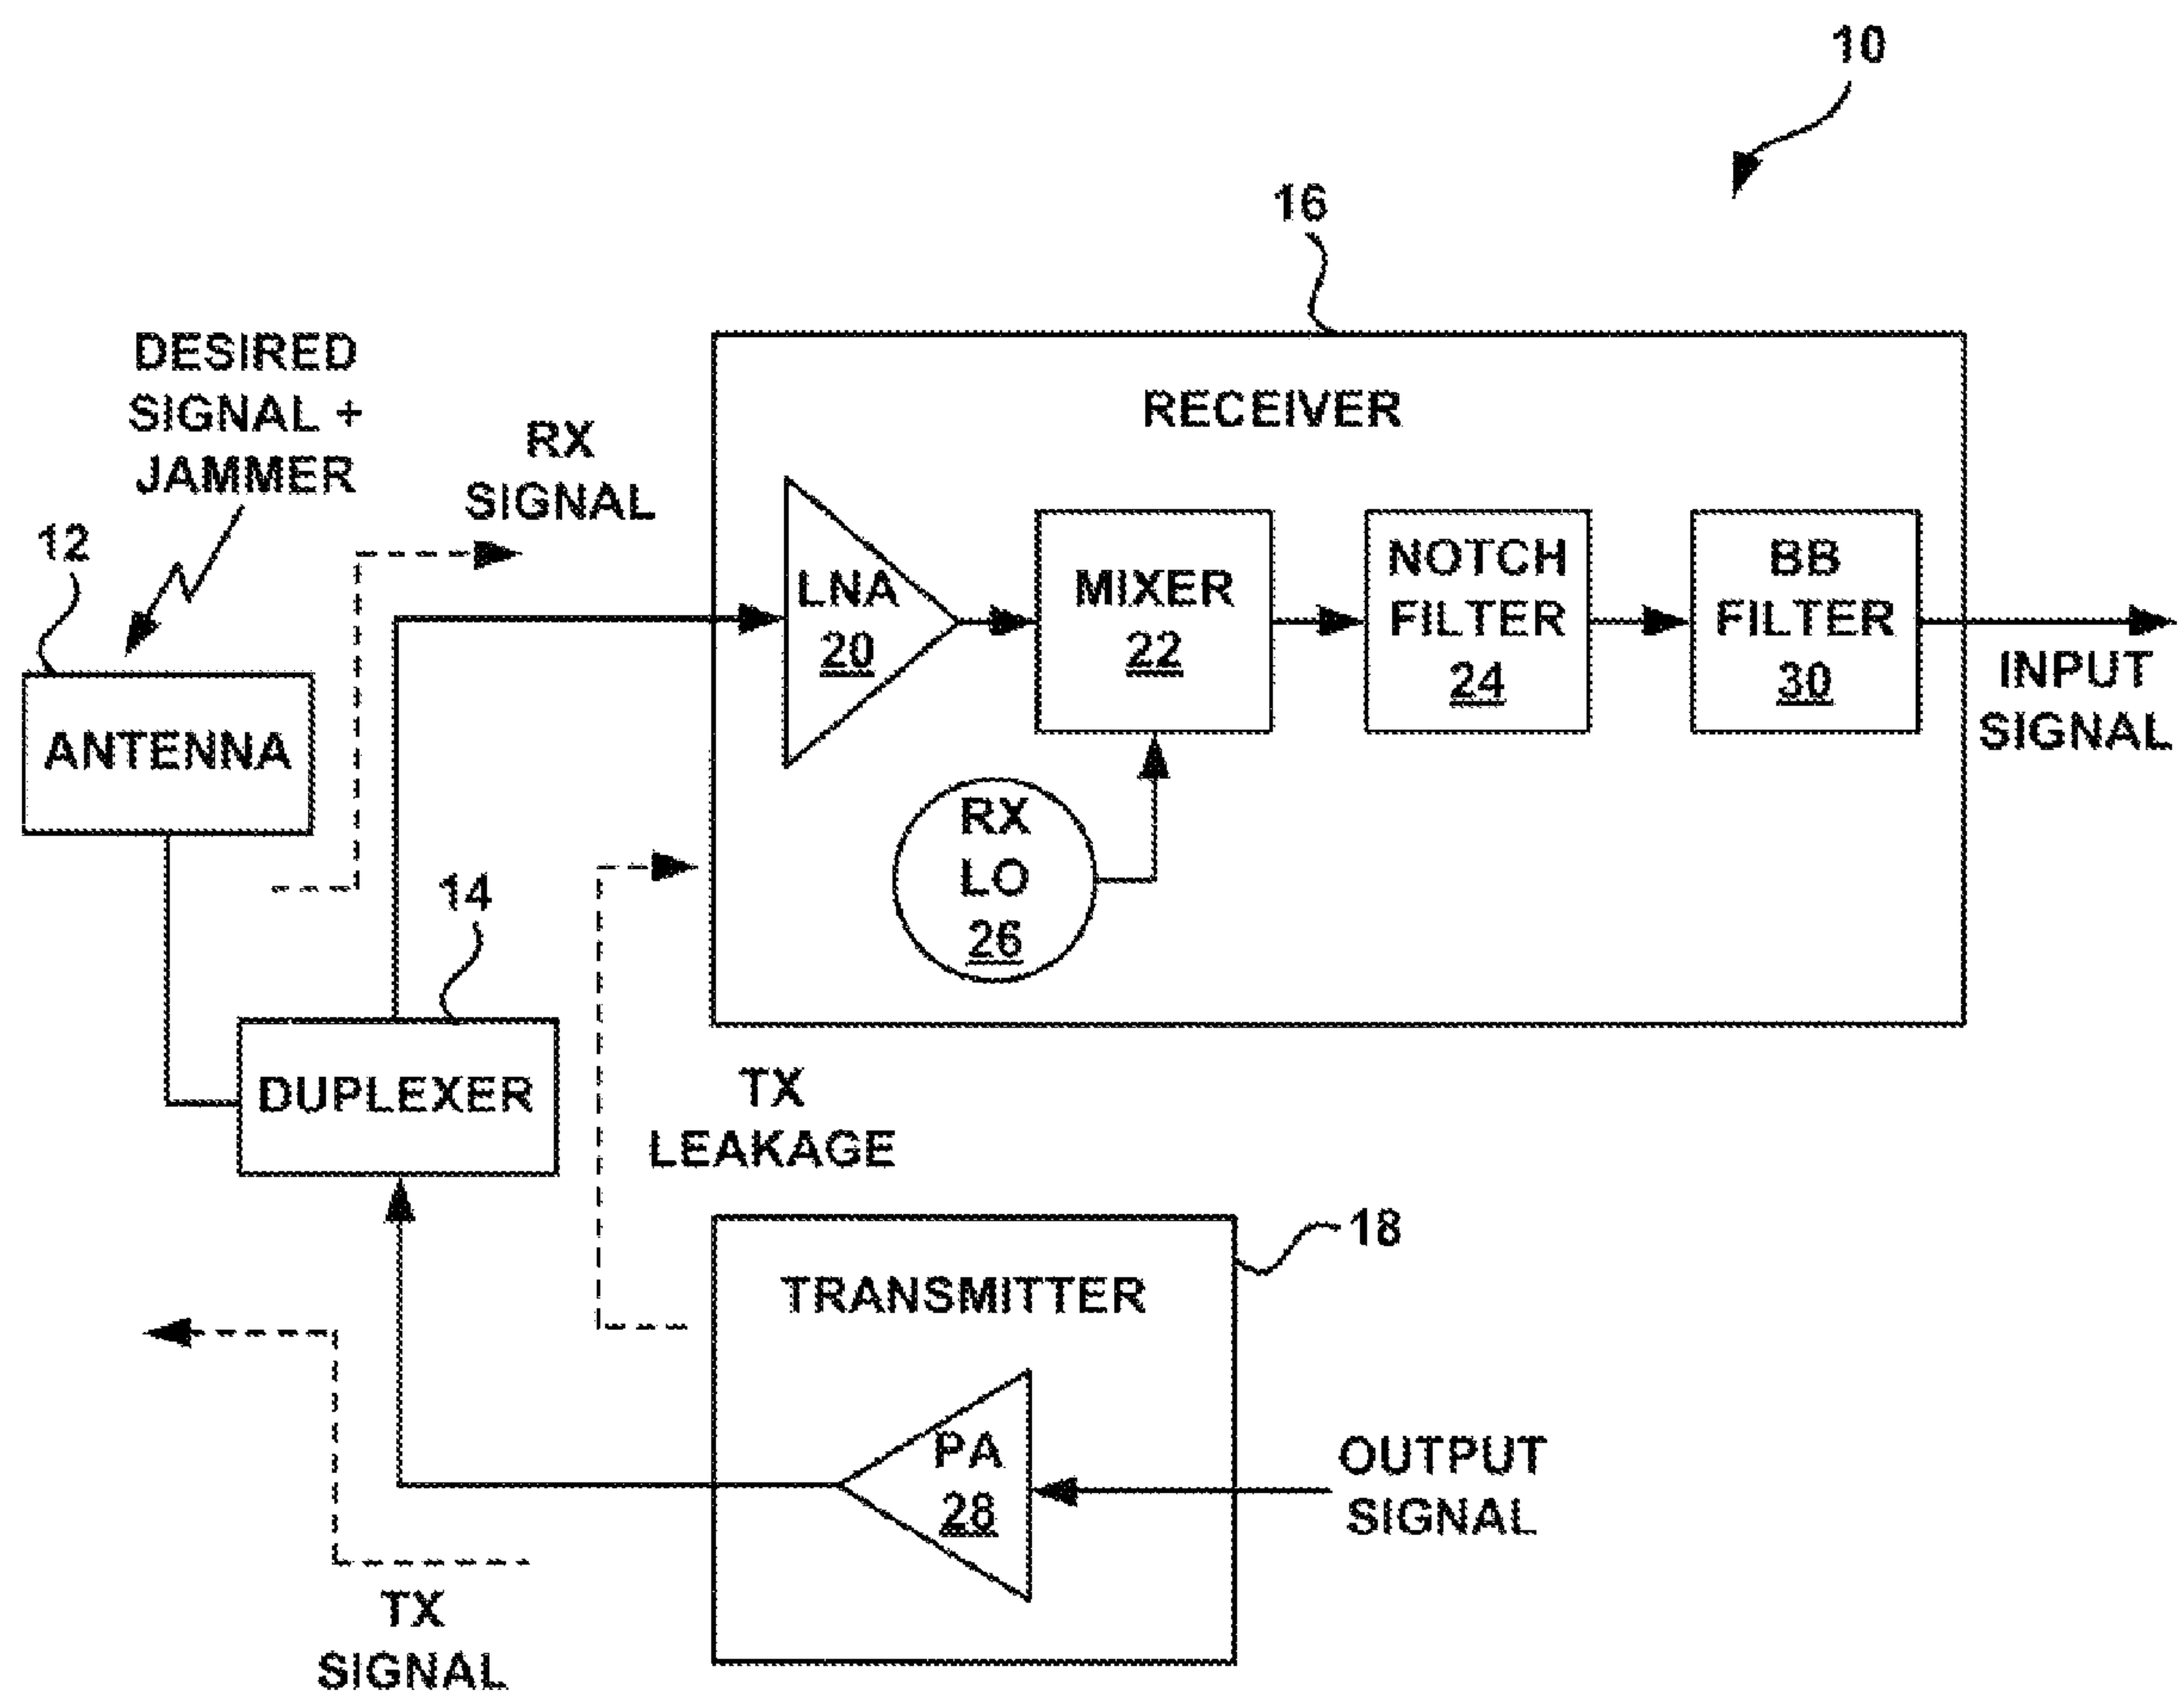 10
16
DESIRED
SIGNAL +
JAMMER
RX
SIGNAL
12
RECEIVER
LNA
20
MIXER
22
NOTCH
FILTER
24
BB
FILTER
30
INPUT
SIGNAL
ANTENNA
RX
LO
26
14
DUPLEXER
TX
LEAKAGE
18
TRANSMITTER
PA
28
OUTPUT
SIGNAL
TX
SIGNAL